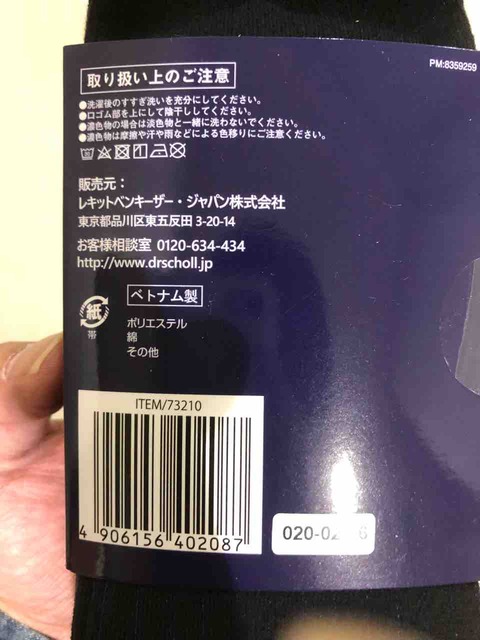 PM:8359259
取り扱い上のご注意
●洗濯後のすすぎ洗いを充分にしてください。
●口ゴム部を上にして陰干ししてください。
●濃色物の場合は淡色物と一緒に洗わないでください。
●濃色物は摩擦や汗や雨などによる色移りにご注意ください。
販売元：
レキットベンキーザー・ジャパン株式会社
東京都品川区東五反田 3-20-14
お客様相談室 0120-634-434
http://www.drscholl.jp
ベトナム製
紙
帯
ポリエステル
綿
その他
ITEM/73210
4 906156 402087